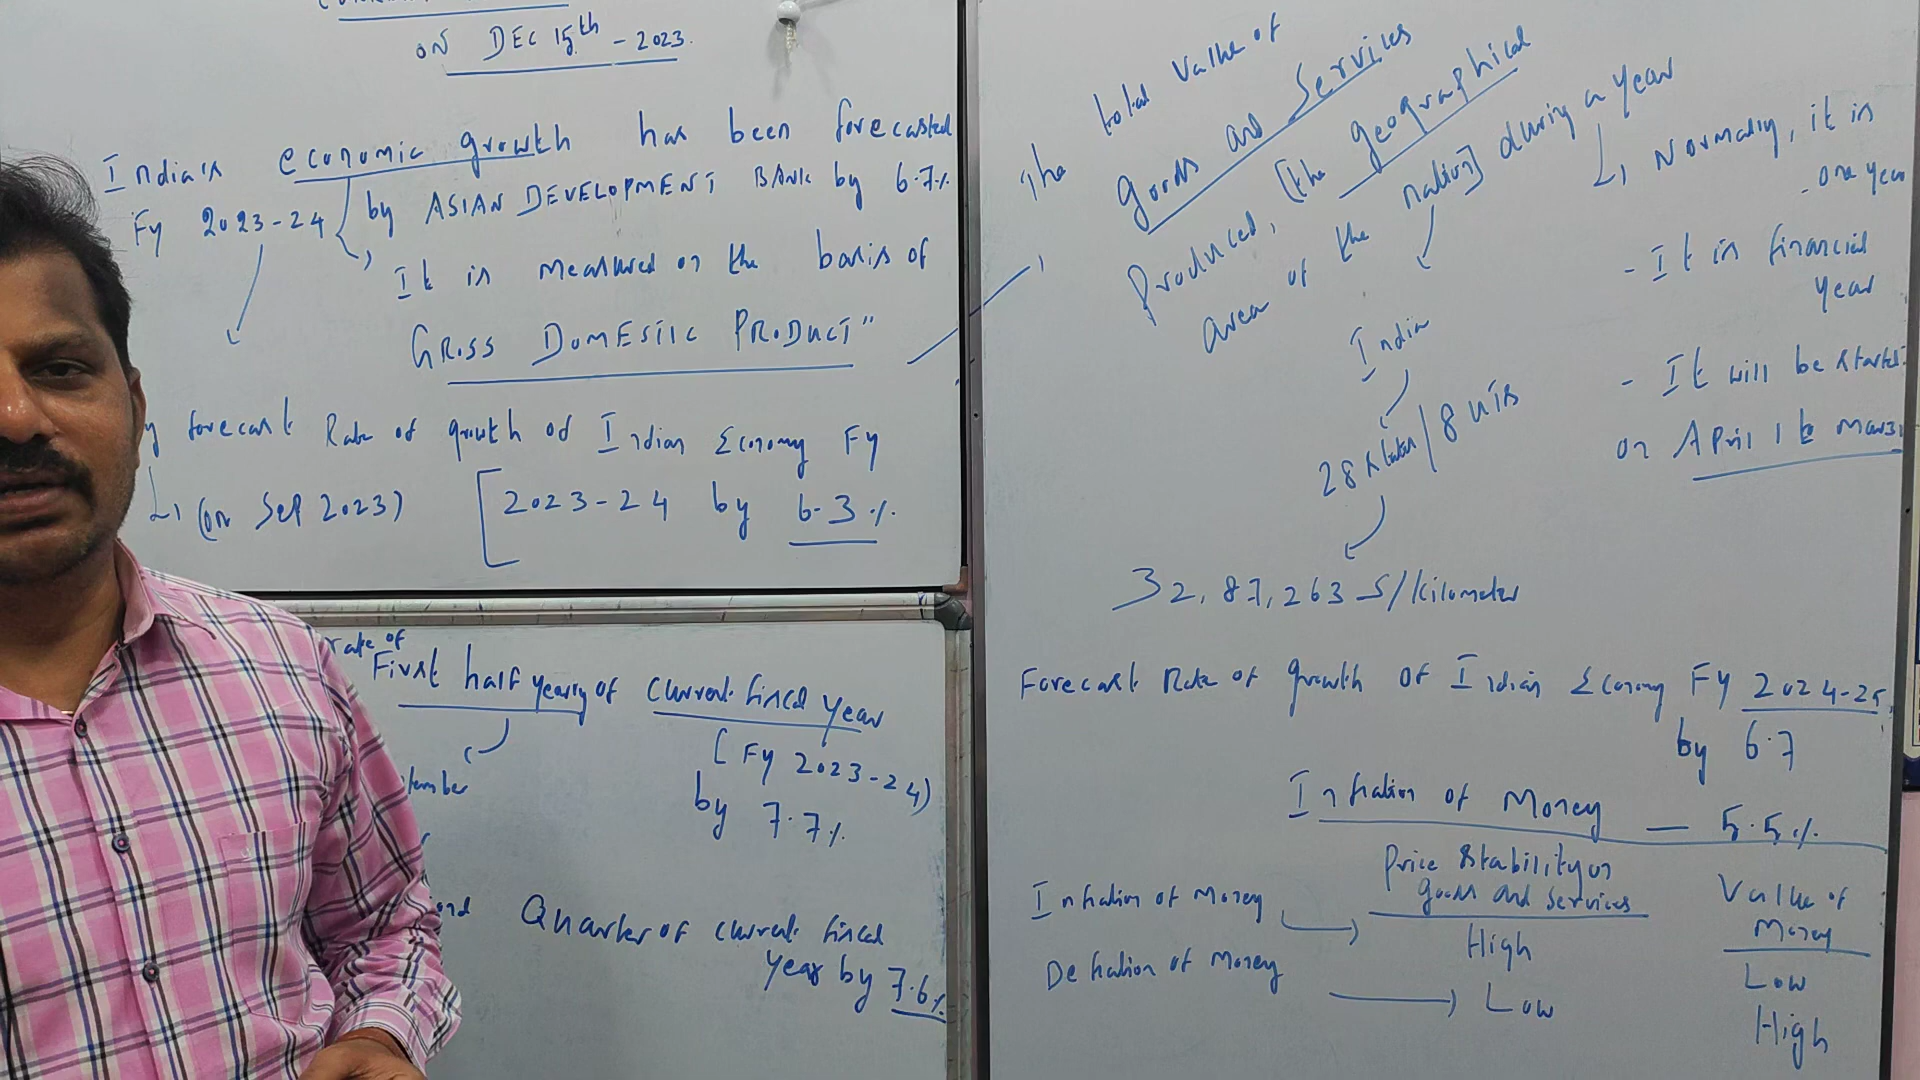 ON DEC 15th - 2023.
India's economic growth has been forecasted
Fy 2023-24 by ASIAN DEVELOPMENT BANK by 6.7%
It is measured on the basis of
GROSS DOMESTIC PRODUCT"
forecast Rate of growth of Indian Economy FY
(on Sep 2023) [2023-24 by 6.3%
rate of
First half yearly of current fiscal year
[FY 2023-24)
by 7.7%
Quarter of current fiscal
year by 7.6%
The total value of
goods and services
produced, [the geographical
area of the nation] during a year
Normally, it is
- one year
- It is financial
year
- It will be started
on April 1 to Mar31
India
28 states/8 UTs
32,87,263 S/kilometer
Forecast Rate of growth of Indian Economy FY 2024-25,
by 6.7
Inflation of Money — 5.5%
Price Stability on
goods and services
Value of
Money
Inflation of Money
High
Low
Deflation of Money
Low
High